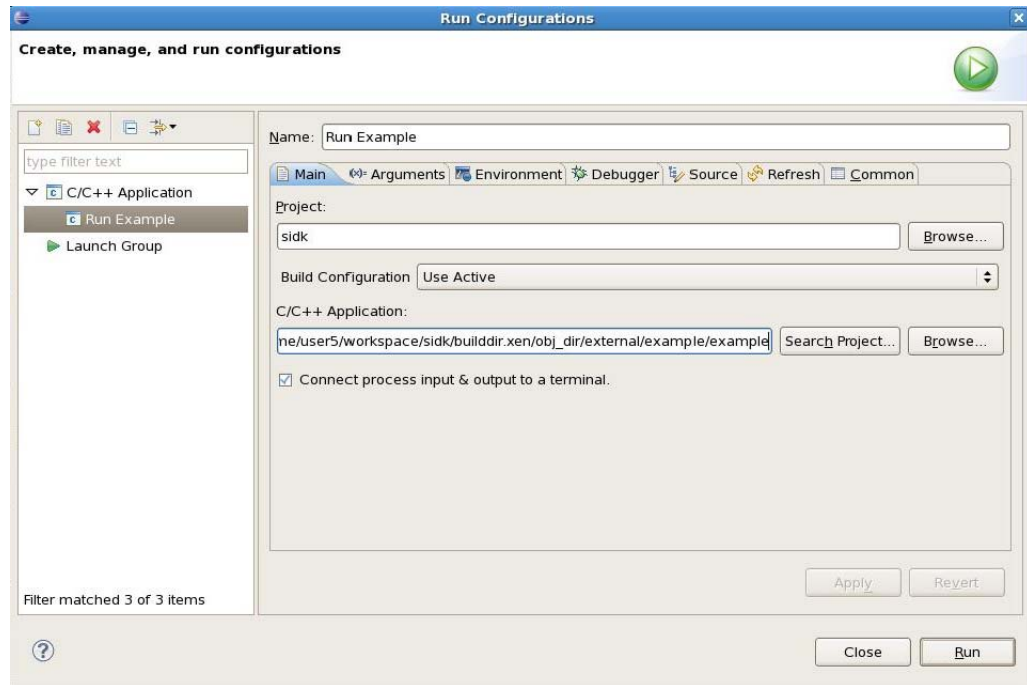 Run Configurations
Create, manage, and run configurations
type filter text
C/C++ Application
Run Example
Launch Group
Filter matched 3 of 3 items
Name: Run Example
Main (x)= Arguments Environment Debugger Source Refresh Common
Project:
sidk Browse...
Build Configuration Use Active
C/C++ Application:
ne/user5/workspace/sidk/builddir.xen/obj_dir/external/example/example Search Project... Browse...
Connect process input & output to a terminal.
Apply Revert
? Close Run